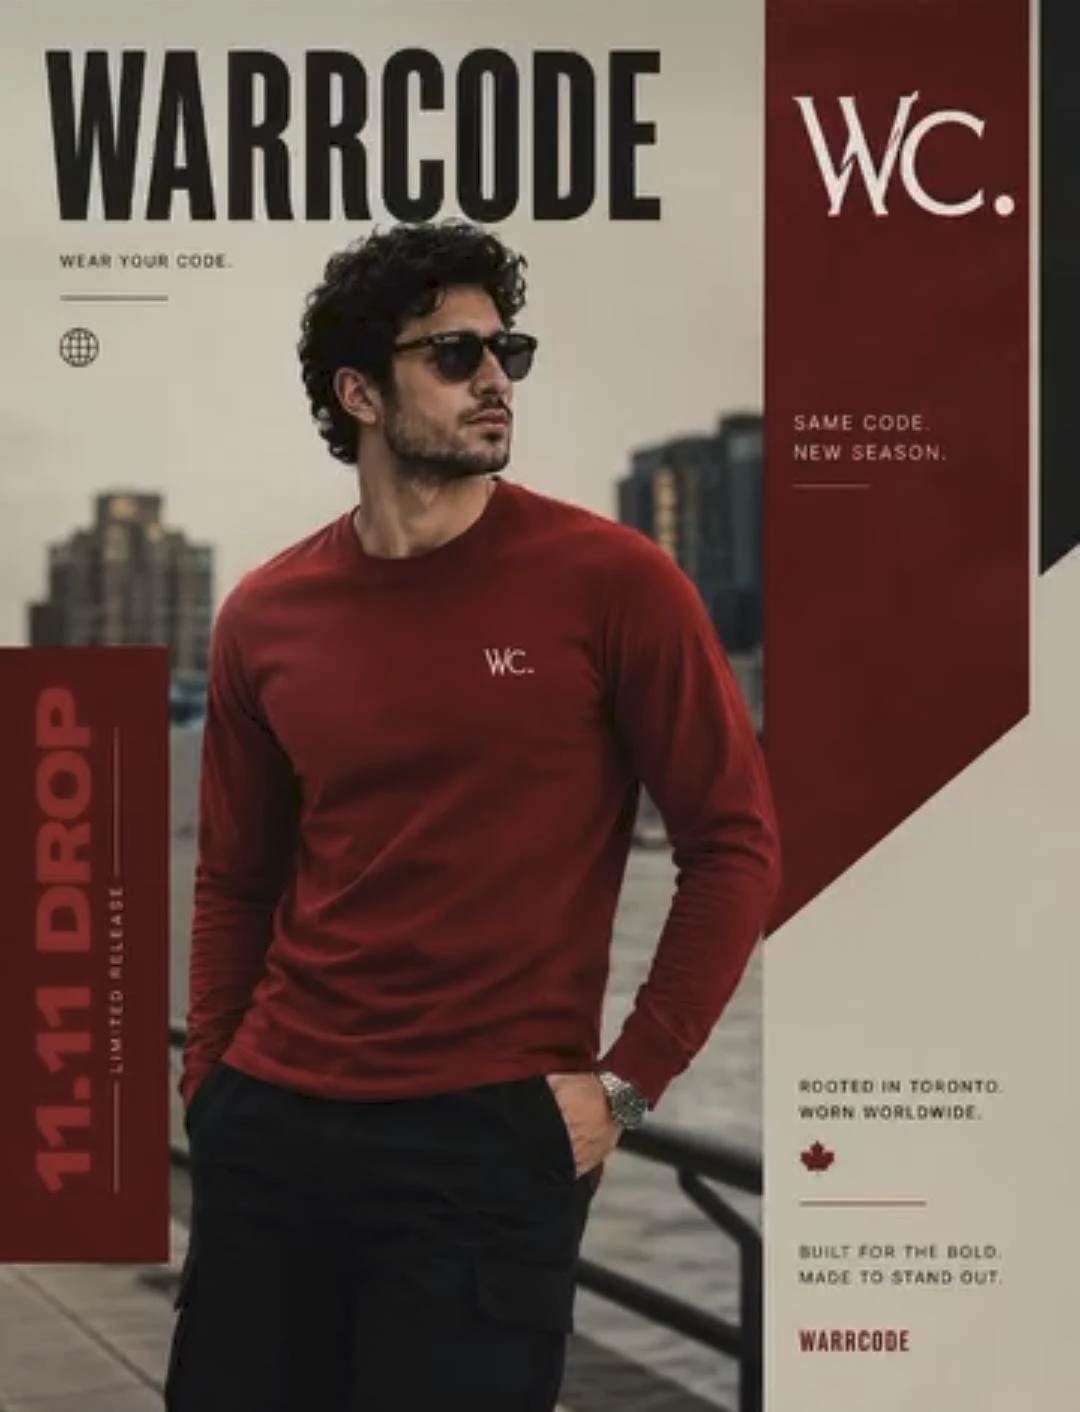 WARRCODE
WEAR YOUR CODE.
WC.
SAME CODE.
NEW SEASON.
WC.
11.11 DROP
LIMITED RELEASE
ROOTED IN TORONTO.
WORN WORLDWIDE.
BUILT FOR THE BOLD.
MADE TO STAND OUT.
WARRCODE